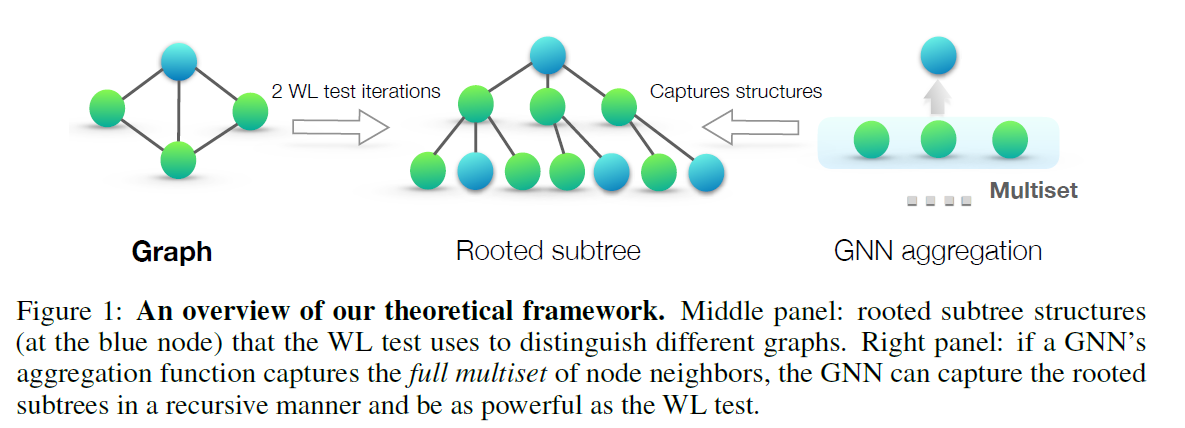 2 WL test iterations
Captures structures
Multiset
Graph
Rooted subtree
GNN aggregation
Figure 1: An overview of our theoretical framework. Middle panel: rooted subtree structures
(at the blue node) that the WL test uses to distinguish different graphs. Right panel: if a GNN’s
aggregation function captures the full multiset of node neighbors, the GNN can capture the rooted
subtrees in a recursive manner and be as powerful as the WL test.